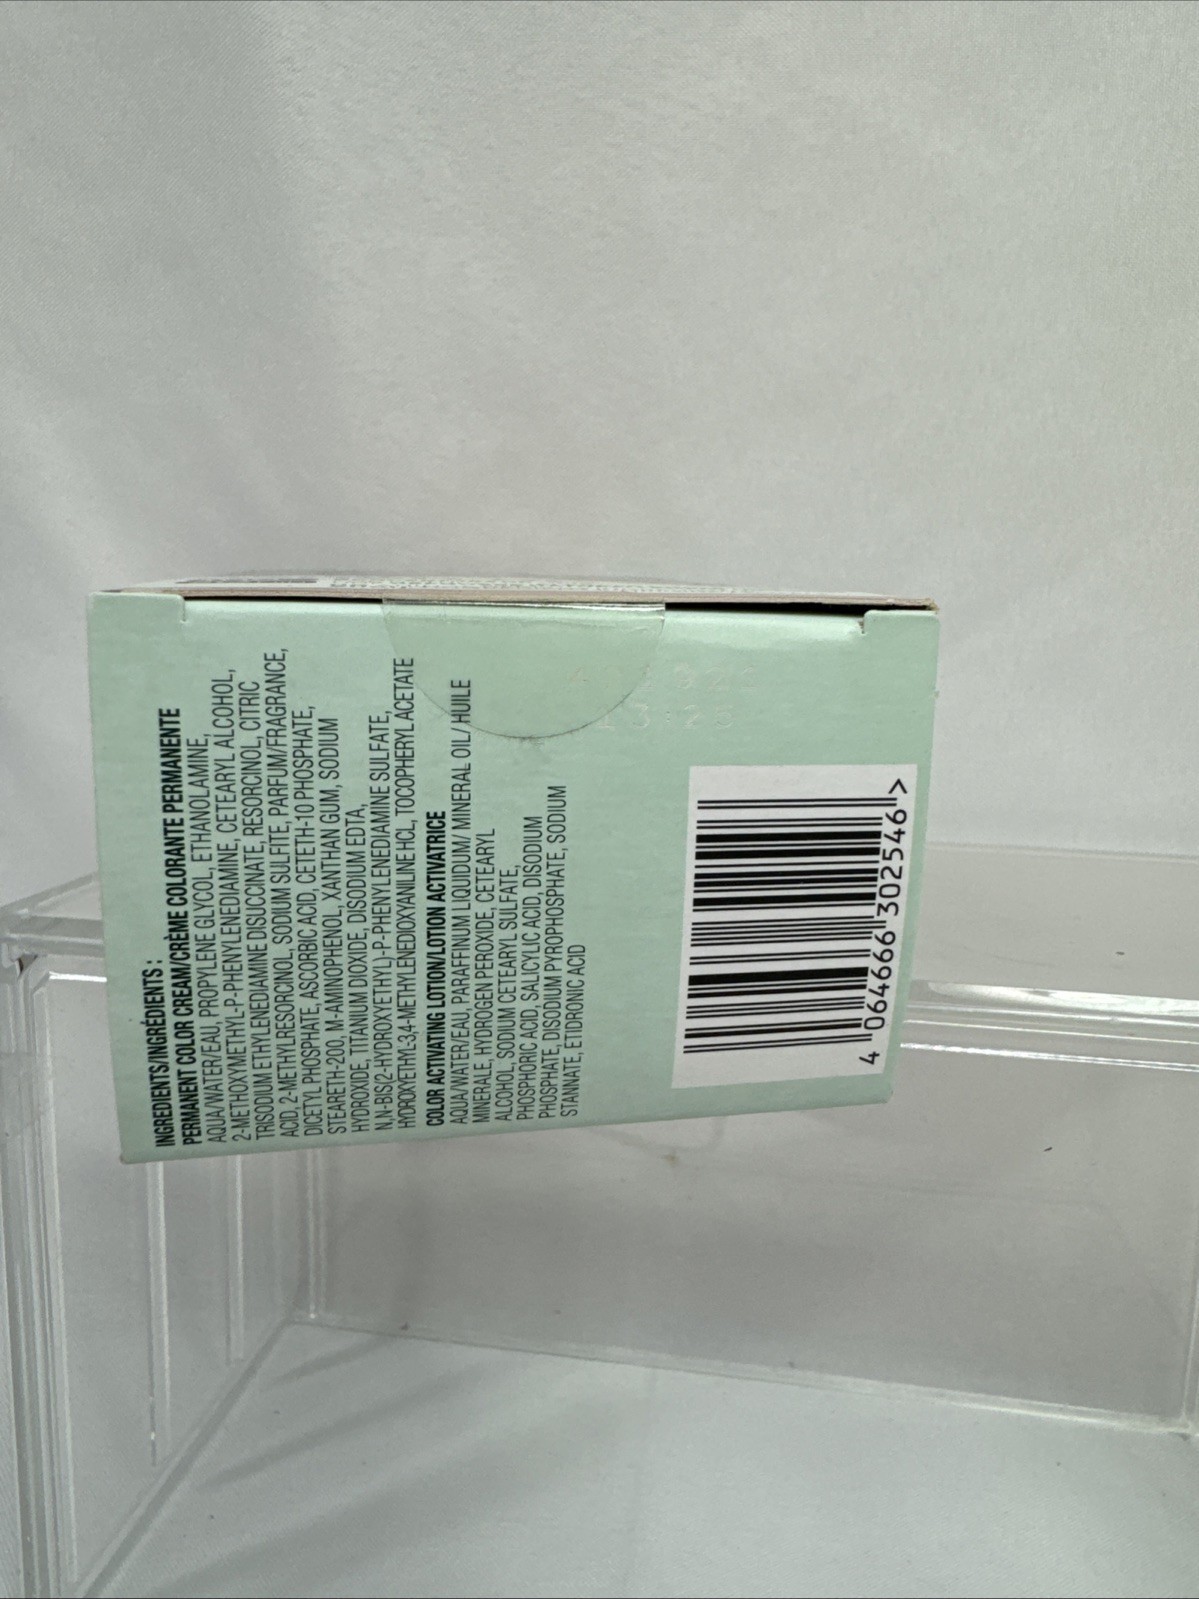 INGREDIENTS/INGRÉDIENTS :
PERMANENT COLOR CREAM/CRÈME COLORANTE PERMANENTE
AQUA/WATER/EAU, PROPYLENE GLYCOL, ETHANOLAMINE,
2-METHOXYMETHYL-P-PHENYLENEDIAMINE, CETEARYL ALCOHOL,
TRISODIUM ETHYLENEDIAMINE DISUCCINATE, RESORCINOL, CITRIC
ACID, 2-METHYLRESORCINOL, SODIUM SULFITE, PARFUM/FRAGRANCE,
DICETYL PHOSPHATE, ASCORBIC ACID, CETETH-10 PHOSPHATE,
STEARETH-200, M-AMINOPHENOL, XANTHAN GUM, SODIUM
HYDROXIDE, TITANIUM DIOXIDE, DISODIUM EDTA,
N,N-BIS(2-HYDROXYETHYL)-P-PHENYLENEDIAMINE SULFATE,
HYDROXYETHYL-3,4-METHYLENEDIOXYANILINE HCL, TOCOPHERYL ACETATE
COLOR ACTIVATING LOTION/LOTION ACTIVATRICE
AQUA/WATER/EAU, PARAFFINUM LIQUIDUM/ MINERAL OIL/ HUILE
MINERALE, HYDROGEN PEROXIDE, CETEARYL
ALCOHOL, SODIUM CETEARYL SULFATE,
PHOSPHORIC ACID, SALICYLIC ACID, DISODIUM
PHOSPHATE, DISODIUM PYROPHOSPHATE, SODIUM
STANNATE, ETIDRONIC ACID
4 064666 302546 >